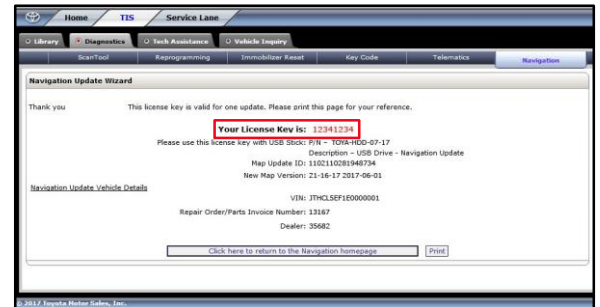 Home TIS Service Lane
Library Diagnostics Tech Assistance Vehicle Inquiry
ScanTool Reprogramming Immobilizer Reset Key Code Telematics Navigation
Navigation Update Wizard
Thank you This license key is valid for one update. Please print this page for your reference.
Your License Key is: 12341234
Please use this license key with USB Stick: P/N - TOYA-HDD-07-17
Description - USB Drive - Navigation Update
Map Update ID: 1102110281948734
New Map Version: 21-16-17 2017-06-01
Navigation Update Vehicle Details
VIN: JTHCL5EF1E0000001
Repair Order/Parts Invoice Number: 13167
Dealer: 35682
Click here to return to the Navigation homepage Print
© 2017 Toyota Motor Sales, Inc.